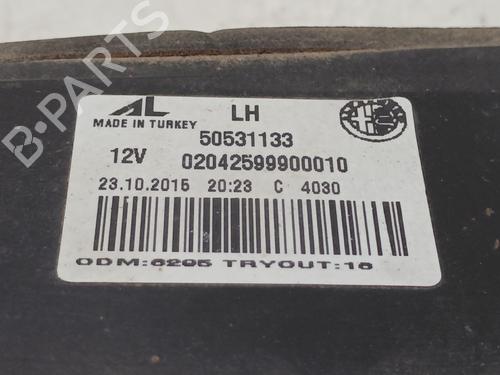 B-PARTS
AL LH
MADE IN TURKEY
50531133
12V 02042599900010
23.10.2015 20:23 C 4030
ODM:6295 TRYOUT:16